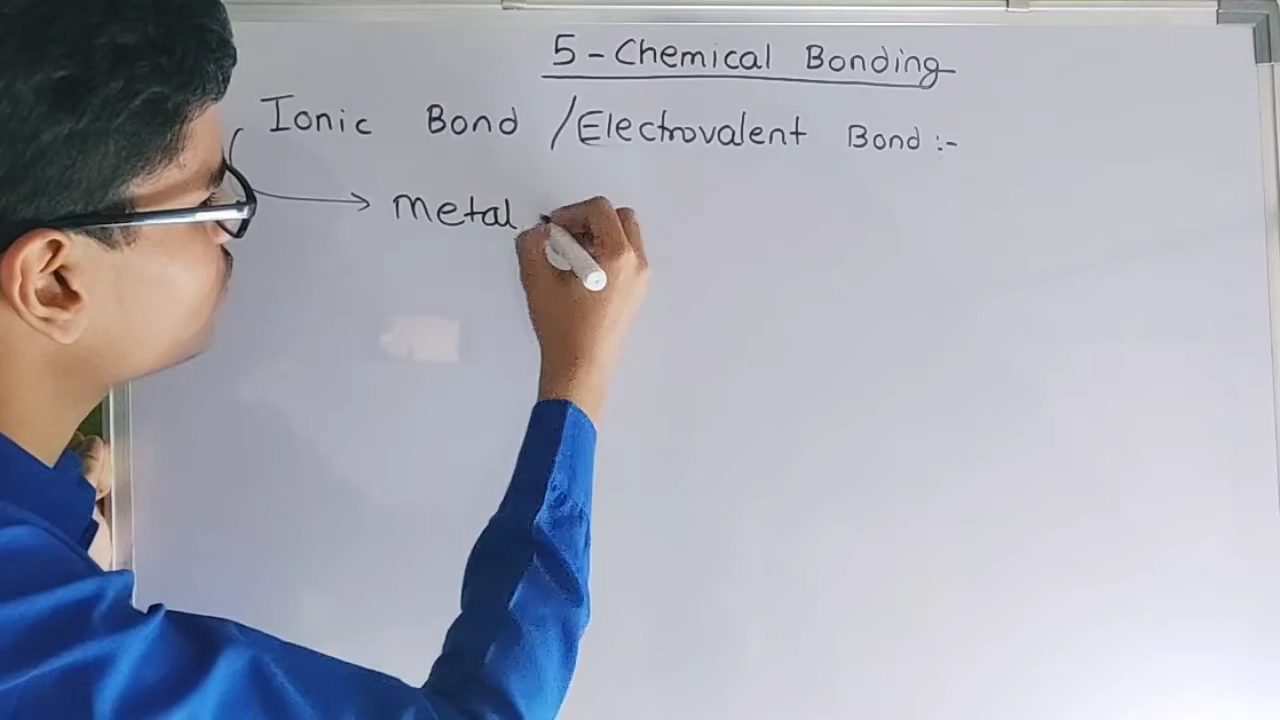 5 - Chemical Bonding
Ionic Bond / Electrovalent Bond :-
→ Metal